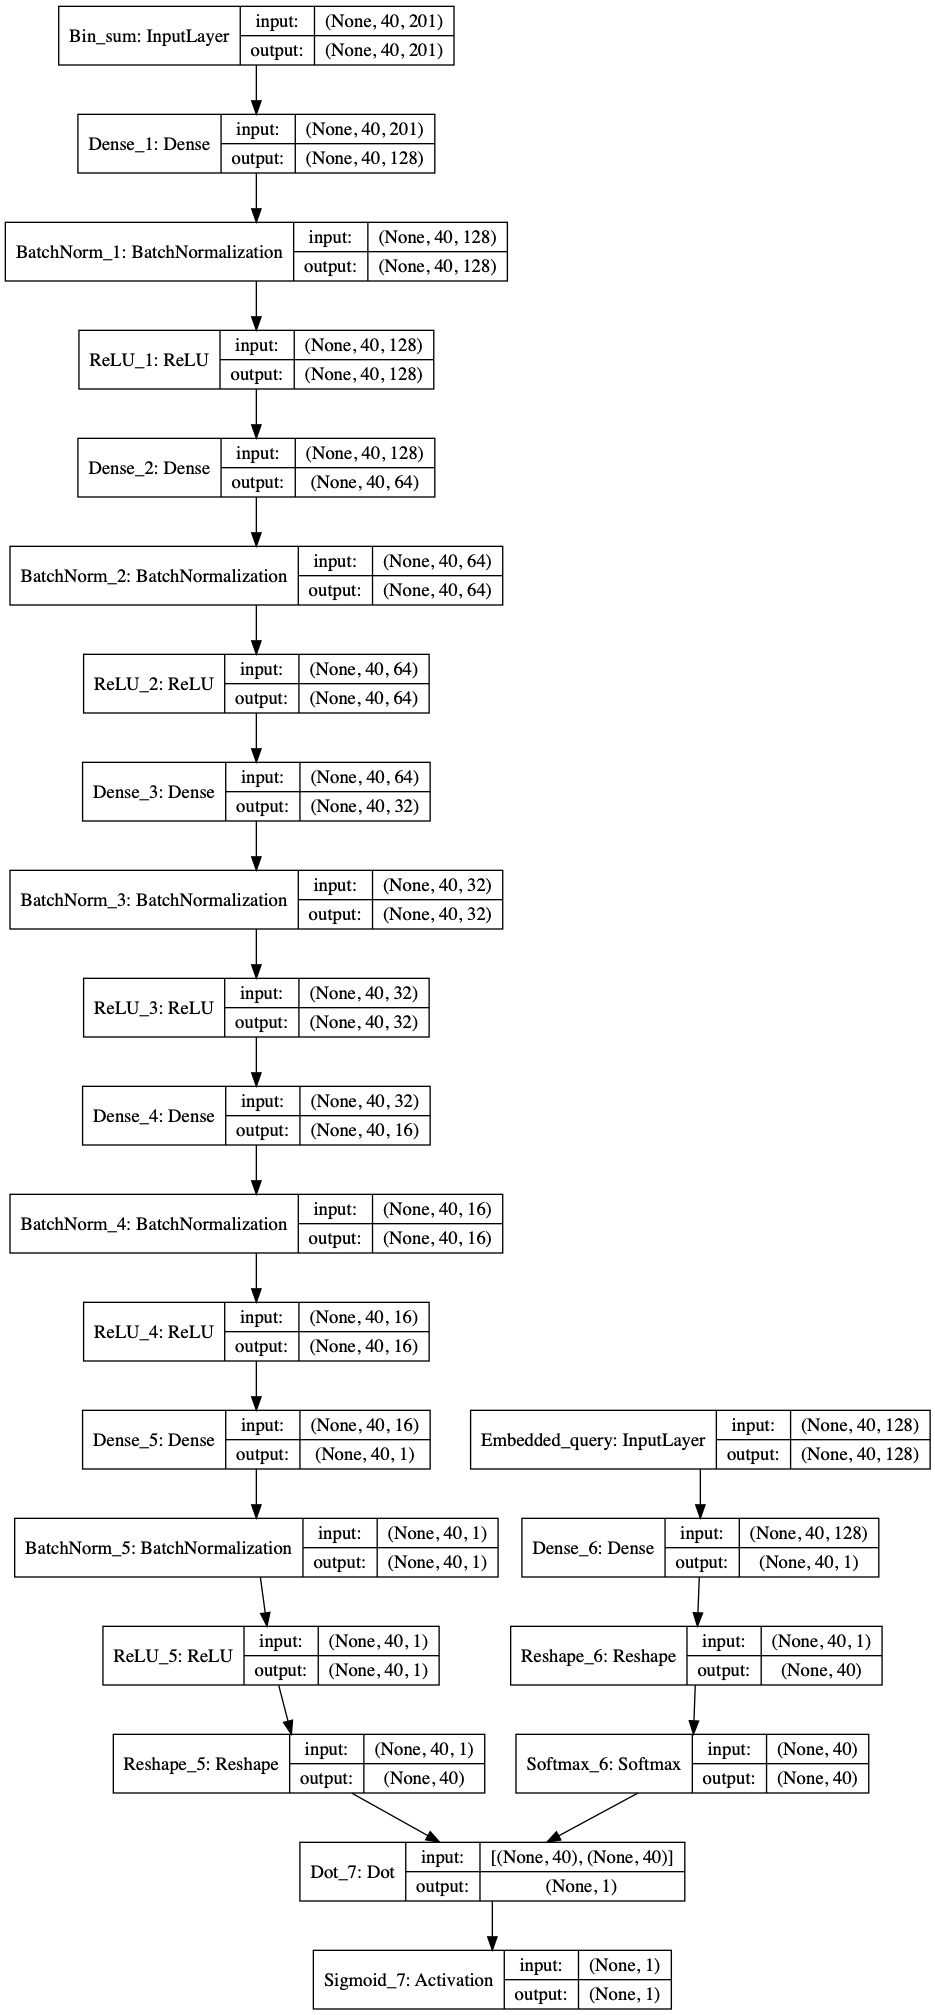 Bin_sum: InputLayer
input: (None, 40, 201)
output: (None, 40, 201)
Dense_1: Dense
input: (None, 40, 201)
output: (None, 40, 128)
BatchNorm_1: BatchNormalization
input: (None, 40, 128)
output: (None, 40, 128)
ReLU_1: ReLU
input: (None, 40, 128)
output: (None, 40, 128)
Dense_2: Dense
input: (None, 40, 128)
output: (None, 40, 64)
BatchNorm_2: BatchNormalization
input: (None, 40, 64)
output: (None, 40, 64)
ReLU_2: ReLU
input: (None, 40, 64)
output: (None, 40, 64)
Dense_3: Dense
input: (None, 40, 64)
output: (None, 40, 32)
BatchNorm_3: BatchNormalization
input: (None, 40, 32)
output: (None, 40, 32)
ReLU_3: ReLU
input: (None, 40, 32)
output: (None, 40, 32)
Dense_4: Dense
input: (None, 40, 32)
output: (None, 40, 16)
BatchNorm_4: BatchNormalization
input: (None, 40, 16)
output: (None, 40, 16)
ReLU_4: ReLU
input: (None, 40, 16)
output: (None, 40, 16)
Dense_5: Dense
input: (None, 40, 16)
output: (None, 40, 1)
Embedded_query: InputLayer
input: (None, 40, 128)
output: (None, 40, 128)
BatchNorm_5: BatchNormalization
input: (None, 40, 1)
output: (None, 40, 1)
Dense_6: Dense
input: (None, 40, 128)
output: (None, 40, 1)
ReLU_5: ReLU
input: (None, 40, 1)
output: (None, 40, 1)
Reshape_6: Reshape
input: (None, 40, 1)
output: (None, 40)
Reshape_5: Reshape
input: (None, 40, 1)
output: (None, 40)
Softmax_6: Softmax
input: (None, 40)
output: (None, 40)
Dot_7: Dot
input: [(None, 40), (None, 40)]
output: (None, 1)
Sigmoid_7: Activation
input: (None, 1)
output: (None, 1)